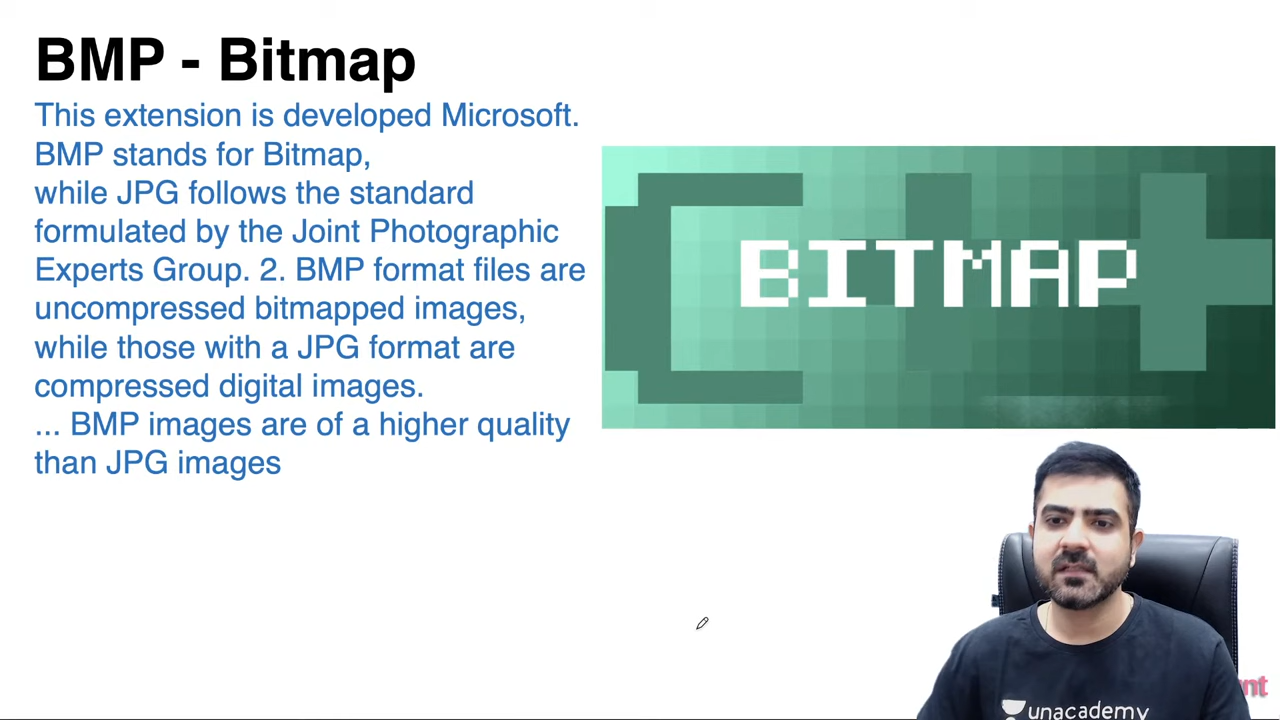 BMP - Bitmap
This extension is developed Microsoft.
BMP stands for Bitmap,
while JPG follows the standard
formulated by the Joint Photographic
Experts Group. 2. BMP format files are
uncompressed bitmapped images,
while those with a JPG format are
compressed digital images.
... BMP images are of a higher quality
than JPG images
BITMAP
unacademy